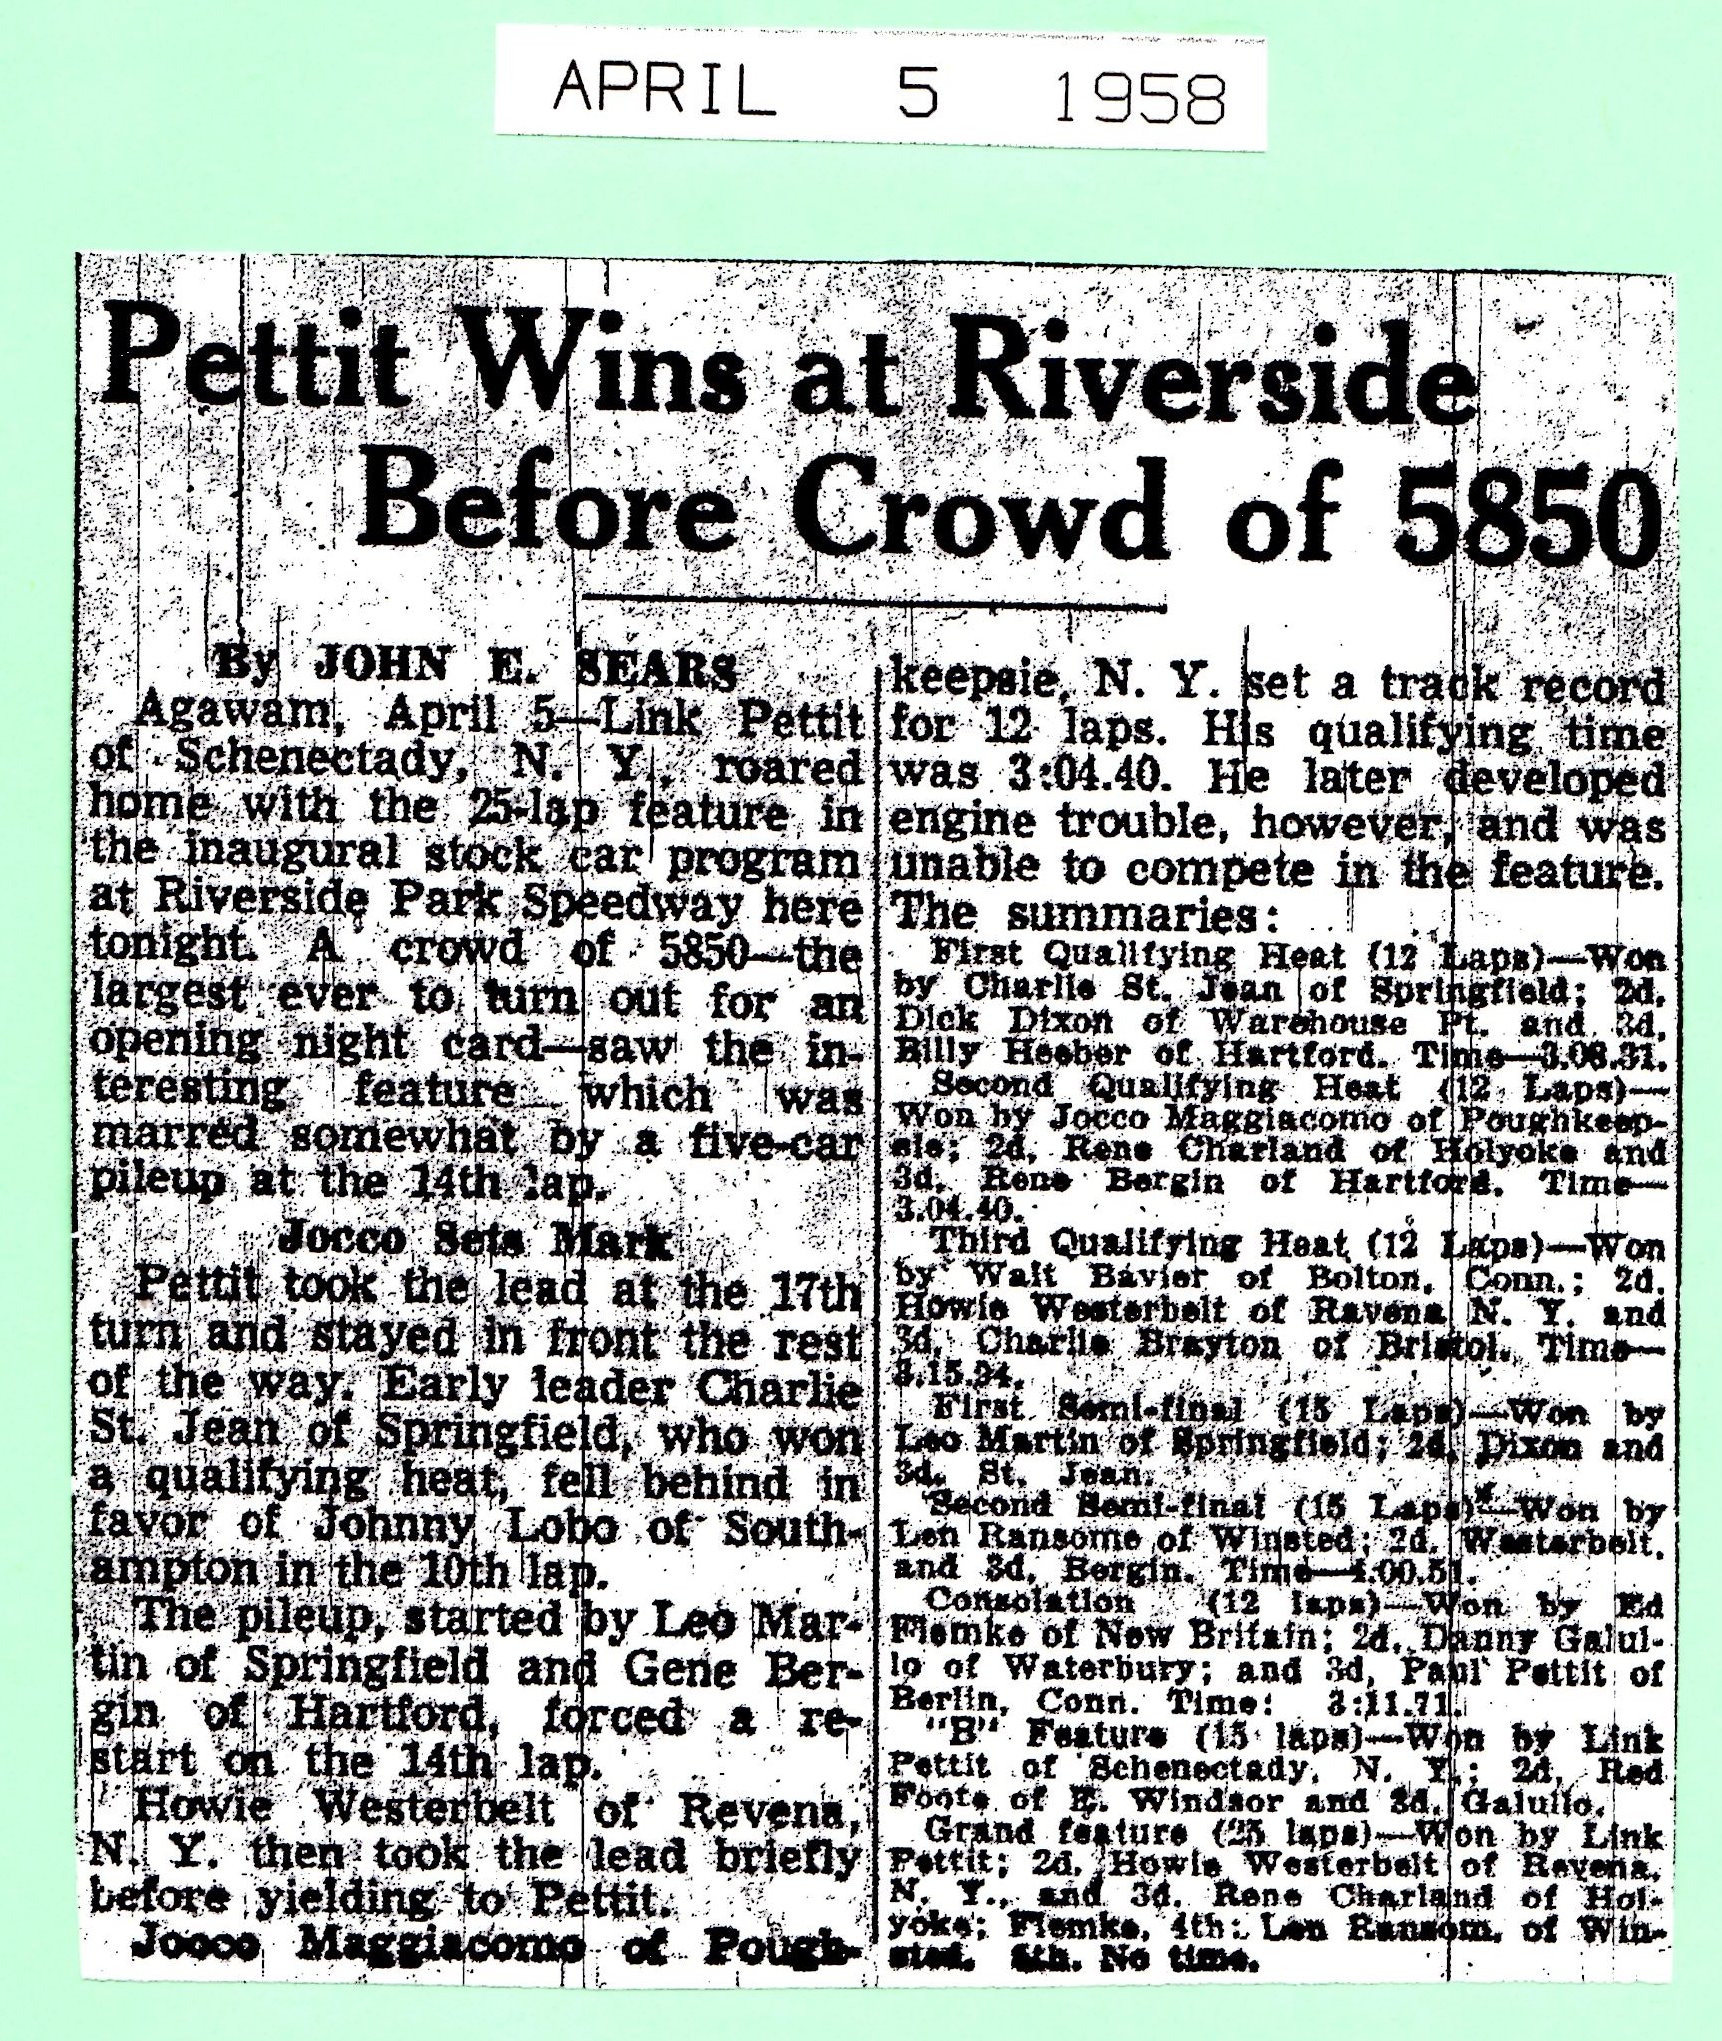 APRIL 5 1958
Pettit Wins at Riverside
Before Crowd of 5850
By JOHN E. SEARS
Agawam, April 5—Link Pettit
of Schenectady, N. Y., roared
home with the 25-lap feature in
the inaugural stock car program
at Riverside Park Speedway here
tonight. A crowd of 5850—the
largest ever to turn out for an
opening night card—saw the in-
teresting feature which was
marred somewhat by a five-car
pileup at the 14th lap.
Jocco Sets Mark
Pettit took the lead at the 17th
turn and stayed in front the rest
of the way. Early leader Charlie
St. Jean of Springfield, who won
a qualifying heat, fell behind in
favor of Johnny Lobo of South-
ampton in the 10th lap.
The pileup, started by Leo Mar-
tin of Springfield and Gene Ber-
gin of Hartford, forced a re-
start on the 14th lap.
Howie Westerbelt of Revena,
N. Y. then took the lead briefly
before yielding to Pettit.
Jocco Maggiacomo of Pough-
keepsie, N. Y. set a track record
for 12 laps. His qualifying time
was 3:04.40. He later developed
engine trouble, however, and was
unable to compete in the feature.
The summaries:
First Qualifying Heat (12 Laps)—Won
by Charlie St. Jean of Springfield; 2d,
Dick Dixon of Warehouse Pt. and 3d,
Billy Heeber of Hartford. Time—3.08.31.
Second Qualifying Heat (12 Laps)—
Won by Jocco Maggiacomo of Poughkeep-
sie; 2d, Rene Charland of Holyoke and
3d, Rene Bergin of Hartford. Time—
3.04.40.
Third Qualifying Heat (12 Laps)—Won
by Walt Bavier of Bolton, Conn.; 2d,
Howie Westerbelt of Ravena N. Y. and
3d, Charlie Brayton of Bristol. Time—
First Semi-final (15 Laps)—Won by
Leo Martin of Springfield; 2d, Dixon and
3d, St. Jean.
Second Semi-final (15 Laps)—Won by
Len Ransome of Winsted; 2d, Westerbelt,
and 3d, Bergin. Time—4.00.51.
Consolation (12 laps)—Won by Ed
Flemke of New Britain; 2d, Danny Galul-
lo of Waterbury; and 3d, Paul Pettit of
Berlin, Conn. Time: 3:11.71.
"B" Feature (15 laps)—Won by Link
Pettit of Schenectady, N. Y.; 2d, Red
Foote of E. Windsor and 3d, Galullo.
Grand feature (25 laps)—Won by Link
Pettit; 2d, Howie Westerbelt of Ravena,
N. Y., and 3d, Rene Charland of Hol-
yoke; Flemke, 4th; Len Ransom, of Win-
sted, 5th. No time.